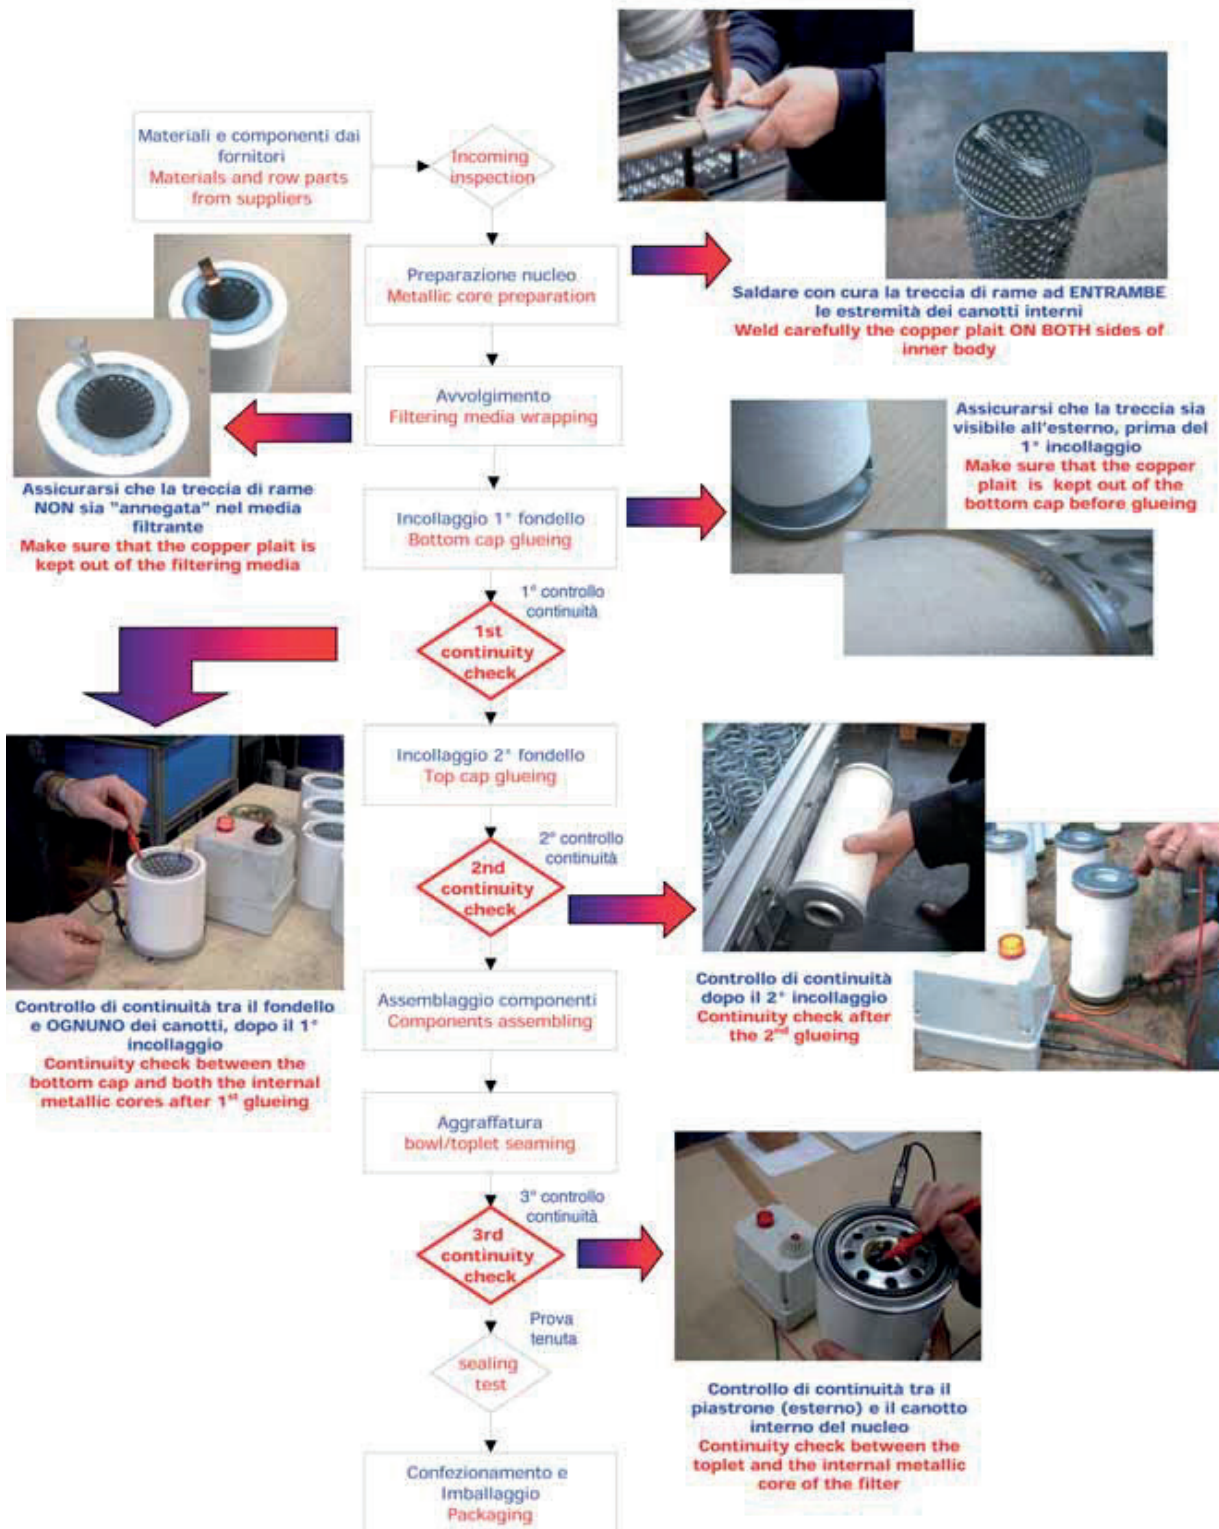 Materiali e componenti dai
fornitori
Materials and row parts
from suppliers
Incoming
inspection
Preparazione nucleo
Metallic core preparation
Saldare con cura la treccia di rame ad ENTRAMBE
le estremità dei canotti interni
Weld carefully the copper plait ON BOTH sides of
inner body
Avvolgimento
Filtering media wrapping
Assicurarsi che la treccia di rame
NON sia "annegata" nel media
filtrante
Make sure that the copper plait is
kept out of the filtering media
Assicurarsi che la treccia sia
visibile all'esterno, prima del
1° incollaggio
Make sure that the copper
plait is kept out of the
bottom cap before glueing
Incollaggio 1° fondello
Bottom cap glueing
1° controllo
continuità
1st
continuity
check
Controllo di continuità tra il fondello
e OGNUNO dei canotti, dopo il 1°
incollaggio
Continuity check between the
bottom cap and both the internal
metallic cores after 1st glueing
Incollaggio 2° fondello
Top cap glueing
2° controllo
continuità
2nd
continuity
check
Controllo di continuità
dopo il 2° incollaggio
Continuity check after
the 2nd glueing
Assemblaggio componenti
Components assembling
Aggraffatura
bowl/toplet seaming
3° controllo
continuità
3rd
continuity
check
Controllo di continuità tra il
piastrone (esterno) e il canotto
interno del nucleo
Continuity check between the
toplet and the internal metallic
core of the filter
Prova
tenuta
sealing
test
Confezionamento e
Imballaggio
Packaging